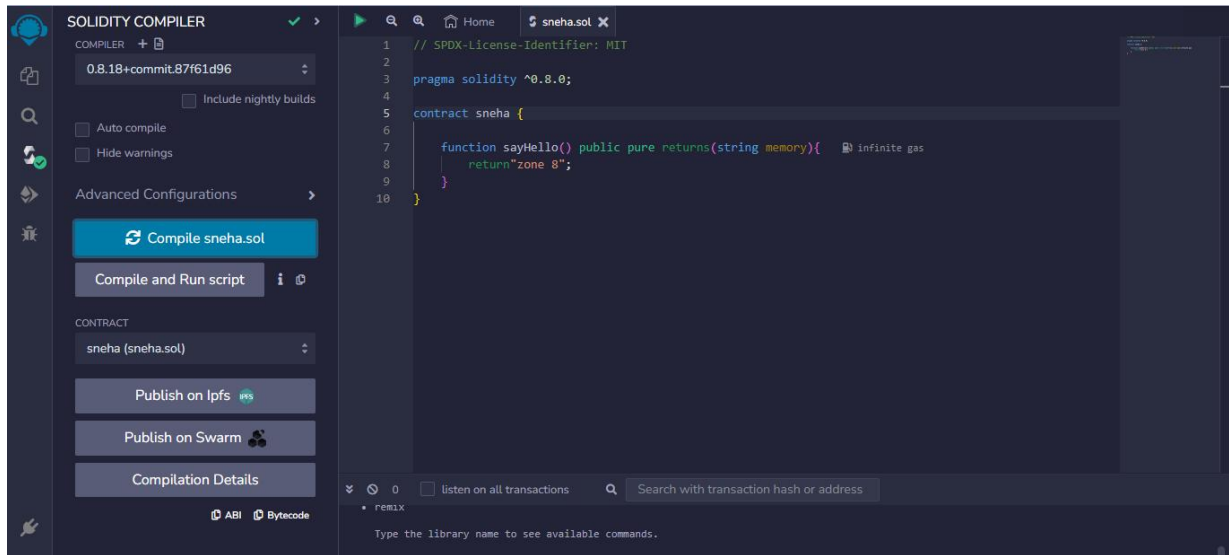 SOLIDITY COMPILER
COMPILER
0.8.18+commit.87f61d96
Include nightly builds
Auto compile
Hide warnings
Advanced Configurations
Compile sneha.sol
Compile and Run script
CONTRACT
sneha (sneha.sol)
Publish on Ipfs IPFS
Publish on Swarm
Compilation Details
ABI Bytecode
Home sneha.sol
1 // SPDX-License-Identifier: MIT
2
3 pragma solidity ^0.8.0;
4
5 contract sneha {
6
7 function sayHello() public pure returns(string memory){ infinite gas
8 return"zone 8";
9 }
10 }
0 listen on all transactions Search with transaction hash or address
• remix
Type the library name to see available commands.